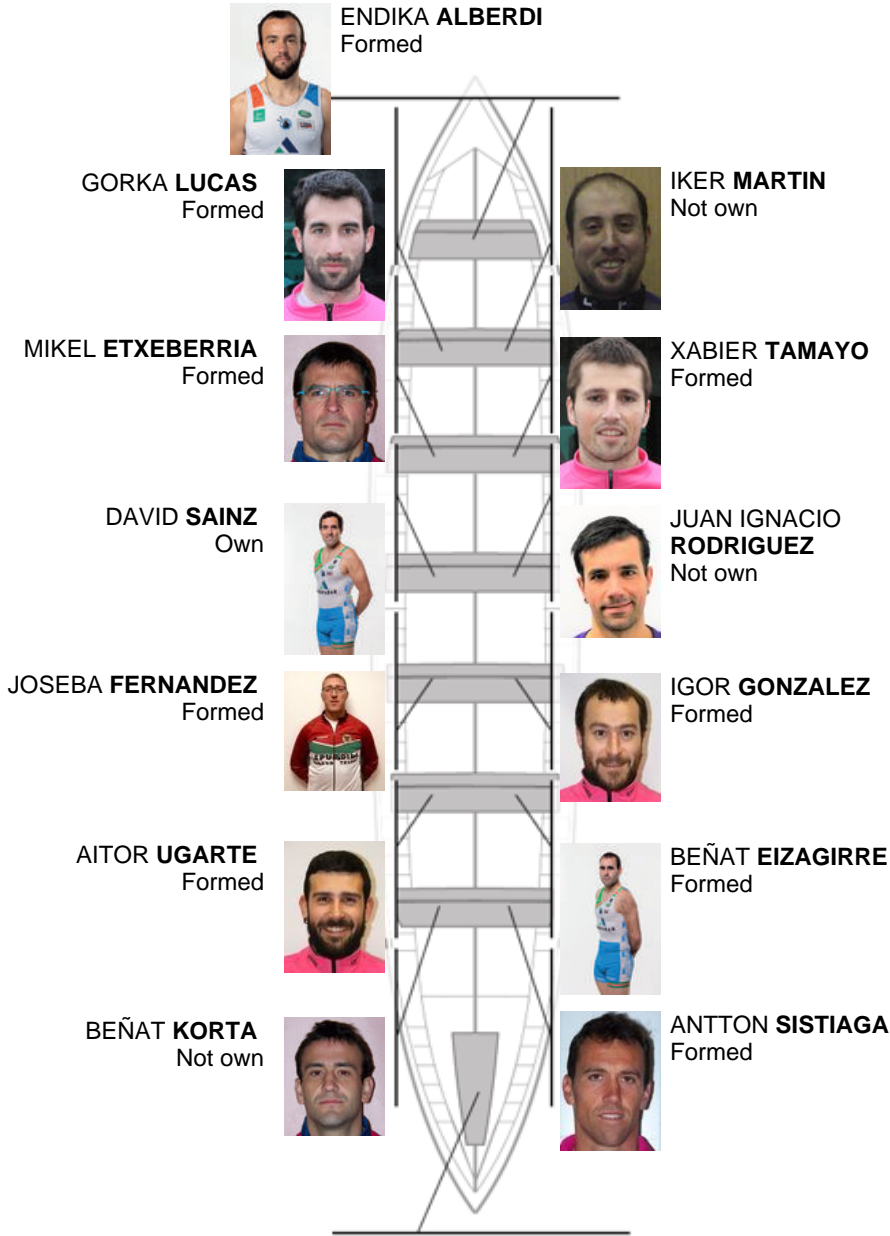 ENDIKA ALBERDI
Formed
GORKA LUCAS
Formed
IKER MARTIN
Not own
MIKEL ETXEBERRIA
Formed
XABIER TAMAYO
Formed
DAVID SAINZ
Own
JUAN IGNACIO
RODRIGUEZ
Not own
JOSEBA FERNANDEZ
Formed
IGOR GONZALEZ
Formed
AITOR UGARTE
Formed
BEÑAT EIZAGIRRE
Formed
BEÑAT KORTA
Not own
ANTTON SISTIAGA
Formed